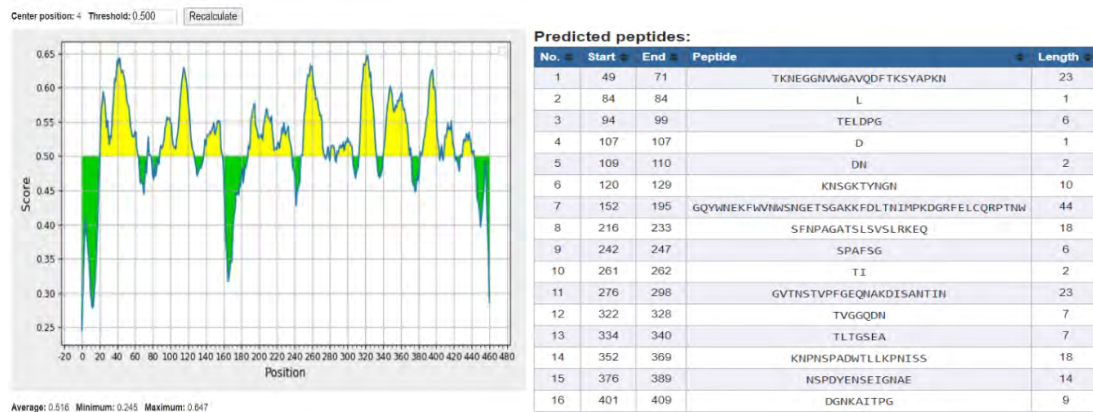 Center position: 4 Threshold: 0.500 Recalculate
0.65
0.60
0.55
0.50
0.45
0.40
0.35
0.30
0.25
Score
-20 0 20 40 60 80 100 120 140 160 180 200 220 240 260 280 300 320 340 360 380 400 420 440 460 480
Position
Average: 0.516 Minimum: 0.245 Maximum: 0.647
Predicted peptides:
No. Start End Peptide Length
1 49 71 TKNEGGNVWGAVQDFTKSYAPKN 23
2 84 84 L 1
3 94 99 TELDPG 6
4 107 107 D 1
5 109 110 DN 2
6 120 129 KNSGKTYNGN 10
7 152 195 GQYWNEKFWVNWSNGETSGAKKFDLTNIMPKDGRFELCQRPTNW 44
8 216 233 SFNPAGATSLSVSLRKEQ 18
9 242 247 SPAFSG 6
10 261 262 TI 2
11 276 298 GVTNSTVPFGEQNAKDISANTIN 23
12 322 328 TVGGQDN 7
13 334 340 TLTGSEA 7
14 352 369 KNPNSPADWTLLKPNISS 18
15 376 389 NSPDYENSEIGNAE 14
16 401 409 DGNKAITPG 9